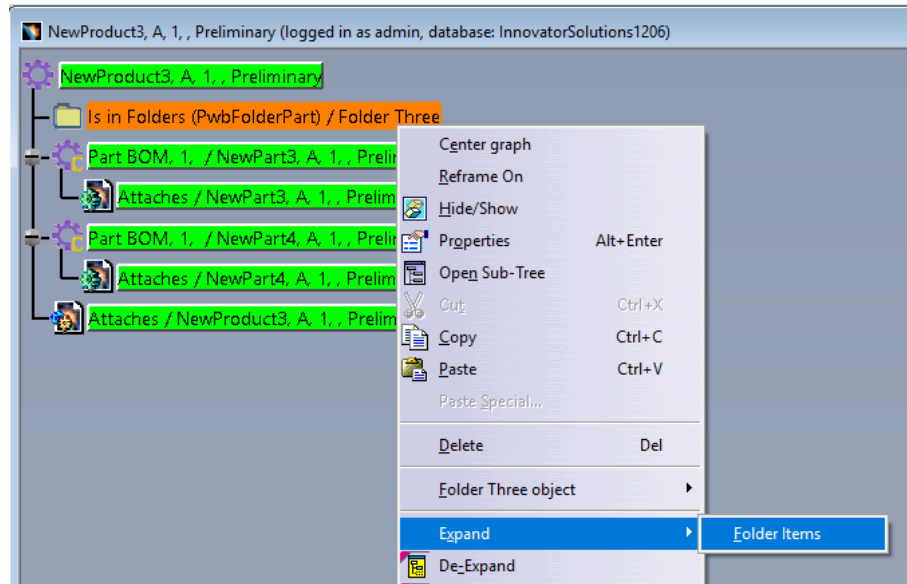 NewProduct3, A, 1, , Preliminary (logged in as admin, database: InnovatorSolutions1206)
NewProduct3, A, 1, , Preliminary
Is in Folders (PwbFolderPart) / Folder Three
Part BOM, 1, / NewPart3, A, 1, , Preli
Attaches / NewPart3, A, 1, , Prelim
Part BOM, 1, / NewPart4, A, 1, , Preli
Attaches / NewPart4, A, 1, , Prelim
Attaches / NewProduct3, A, 1, , Prelim
Center graph
Reframe On
Hide/Show
Properties Alt+Enter
Open Sub-Tree
Cut Ctrl+X
Copy Ctrl+C
Paste Ctrl+V
Paste Special...
Delete Del
Folder Three object
Expand
Folder Items
De-Expand